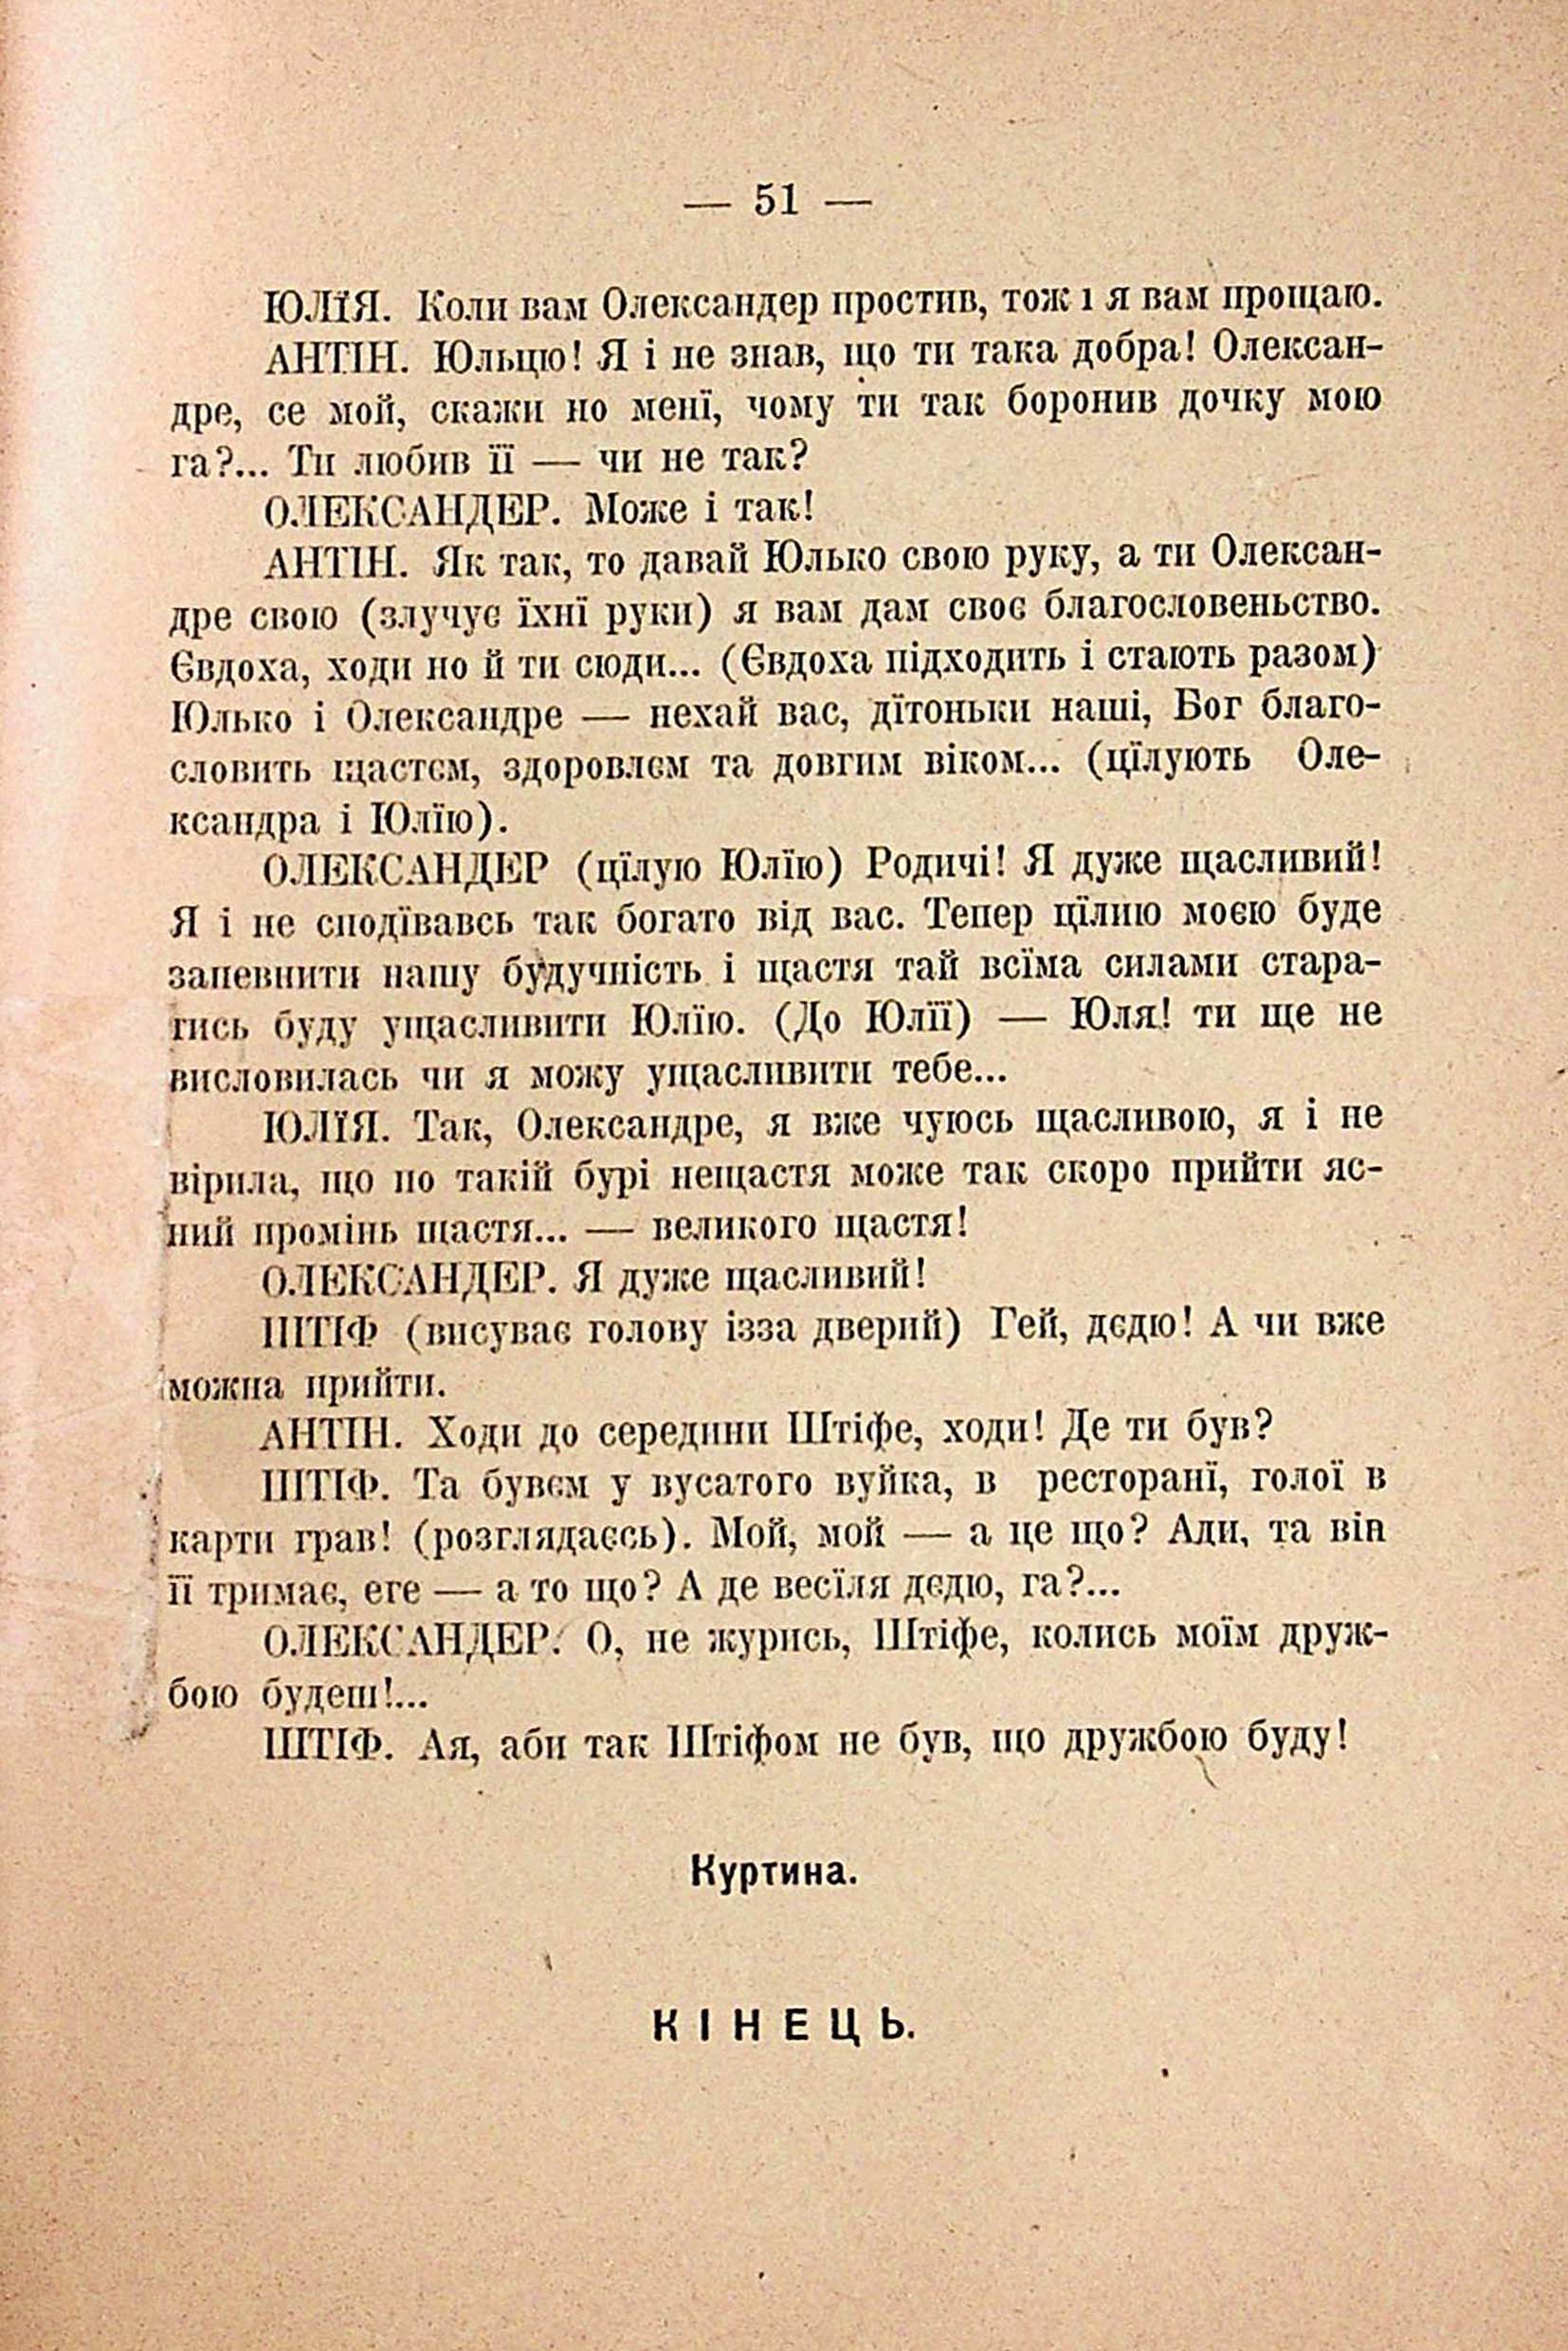 — 51 —
ЮЛЇЯ. Коли вам Олександер простив, тож і я вам прощаю.
АНТІН. Юльцю! Я і не знав, що ти така добра! Олексан-
дре, се мой, скажи но менї, чому ти так боронив дочку мою
га?... Ти любив її — чи не так?
ОЛЕКСАНДЕР. Може і так!
АНТІН. Як так, то давай Юлько свою руку, а ти Олексан-
дре свою (злучує їхнї руки) я вам дам своє благословеньство.
Євдоха, ходи но й ти сюди... (Євдоха підходить і стають разом)
Юлько і Олександре — нехай вас, дїтоньки наші, Бог благо-
словить щастєм, здоровлєм та довгим віком... (цїлують Оле-
ксандра і Юлїю).
ОЛЕКСАНДЕР (цїлую Юлїю) Родичі! Я дуже щасливий!
Я і не сподївавсь так богато від вас. Тепер цїлию моєю буде
запевнити нашу будучність і щастя тай всїма силами стара-
тись буду ущасливити Юлїю. (До Юлїї) — Юля! ти ще не
висловилась чи я можу ущасливити тебе...
ЮЛЇЯ. Так, Олександре, я вже чуюсь щасливою, я і не
вірила, що по такій бурі нещастя може так скоро прийти яс-
ний промінь щастя... — великого щастя!
ОЛЕКСАНДЕР. Я дуже щасливий!
ШТІФ (висуває голову ізза дверий) Гей, дєдю! А чи вже
можна прийти.
АНТІН. Ходи до середини Штіфе, ходи! Де ти був?
ШТІФ. Та бувєм у вусатого вуйка, в ресторанї, голої в
карти грав! (розглядаєсь). Мой, мой — а це що? Ади, та він
її тримає, еге — а то що? А де весїля дєдю, га?...
ОЛЕКСАНДЕР. О, не журись, Штіфе, колись моїм друж-
бою будеш!...
ШТІФ. Ая, аби так Штіфом не був, що дружбою буду!
Куртина.
КІНЕЦЬ.